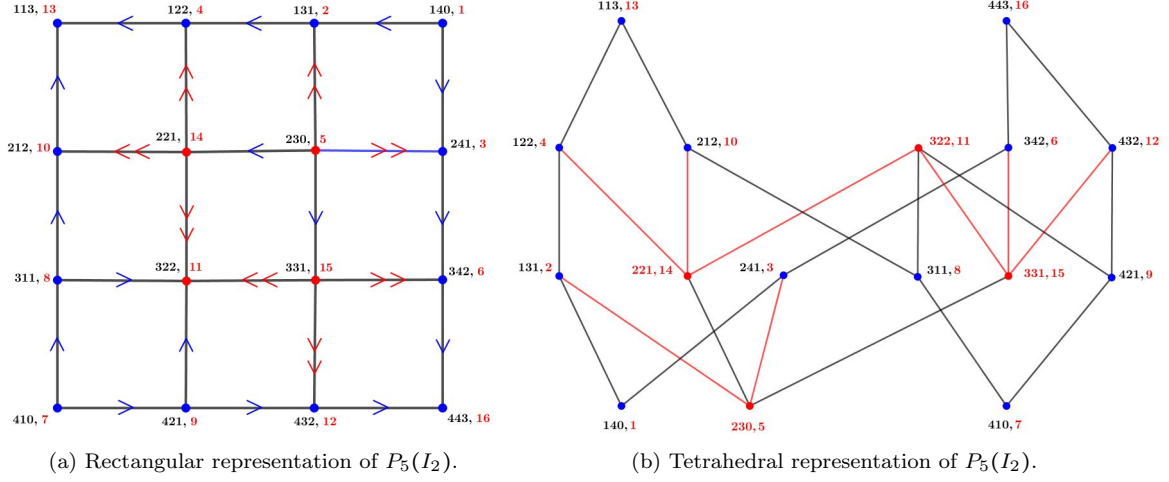 113, 13 122, 4 131, 2 140, 1
212, 10 221, 14 230, 5 241, 3
311, 8 322, 11 331, 15 342, 6
410, 7 421, 9 432, 12 443, 16
(a) Rectangular representation of P₅(I₂).
113, 13 443, 16
122, 4 212, 10 322, 11 342, 6 432, 12
131, 2 221, 14 241, 3 311, 8 331, 15 421, 9
140, 1 230, 5 410, 7
(b) Tetrahedral representation of P₅(I₂).